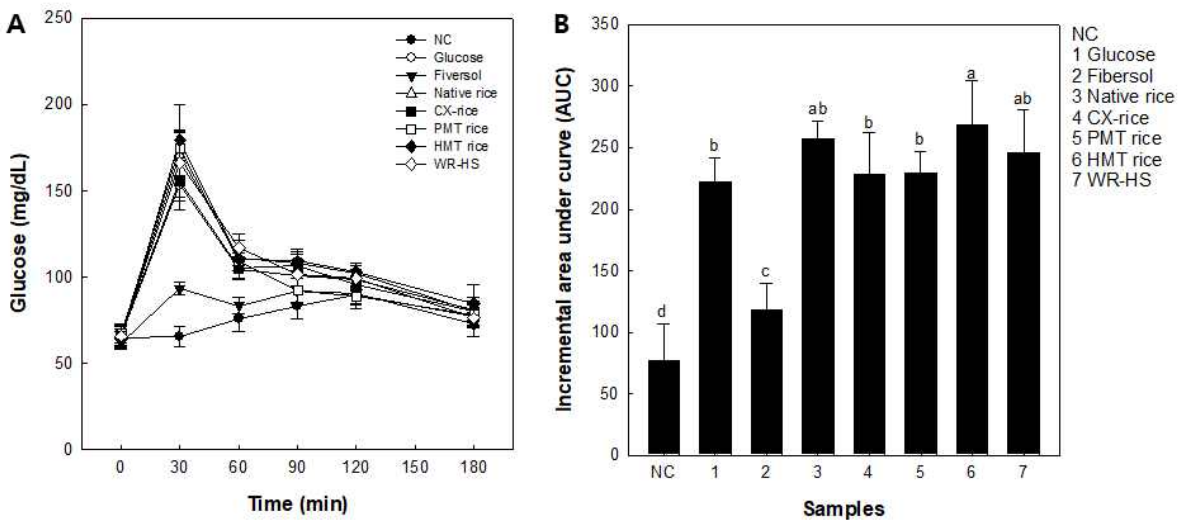 A
Glucose (mg/dL)
250
200
150
100
50
0
0 30 60 90 120 150 180
Time (min)
NC
Glucose
Fiversol
Native rice
CX-rice
PMT rice
HMT rice
WR-HS
B
Incremental area under curve (AUC)
350
300
250
200
150
100
50
0
d b c ab b b a ab
NC 1 2 3 4 5 6 7
Samples
NC
1 Glucose
2 Fibersol
3 Native rice
4 CX-rice
5 PMT rice
6 HMT rice
7 WR-HS